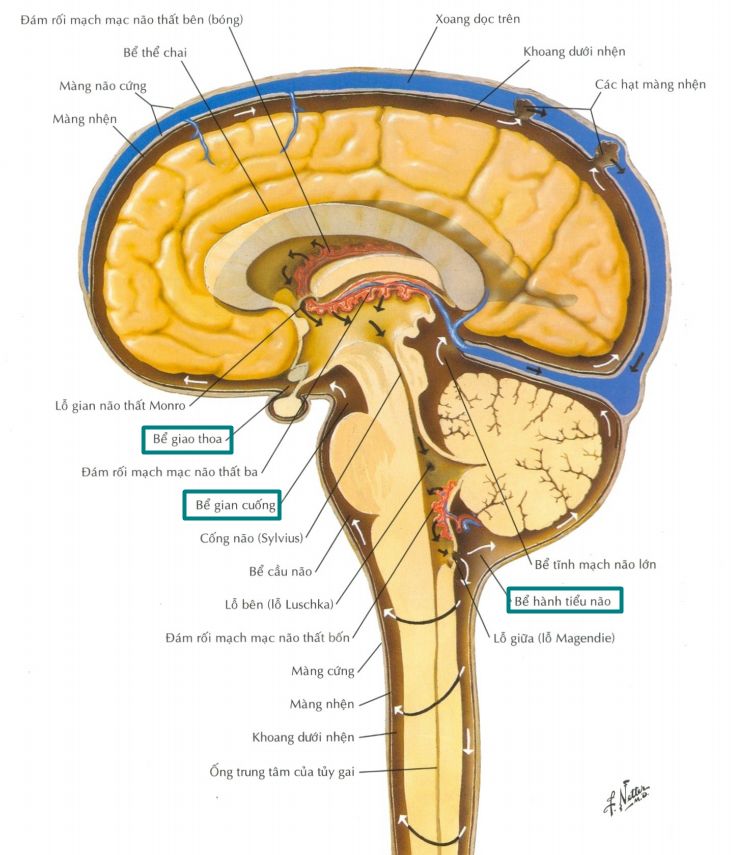 Đám rối mạch mạc não thất bên (bóng)
Xoang dọc trên
Bể thể chai
Khoang dưới nhện
Màng não cứng
Các hạt màng nhện
Màng nhện
Lỗ gian não thất Monro
Bể giao thoa
Đám rối mạch mạc não thất ba
Bể gian cuống
Cống não (Sylvius)
Bể cầu não
Bể tĩnh mạch não lớn
Lỗ bên (lỗ Luschka)
Bể hành tiểu não
Đám rối mạch mạc não thất bốn
Lỗ giữa (lỗ Magendie)
Màng cứng
Màng nhện
Khoang dưới nhện
Ống trung tâm của tủy gai
F. Netter
M.D.